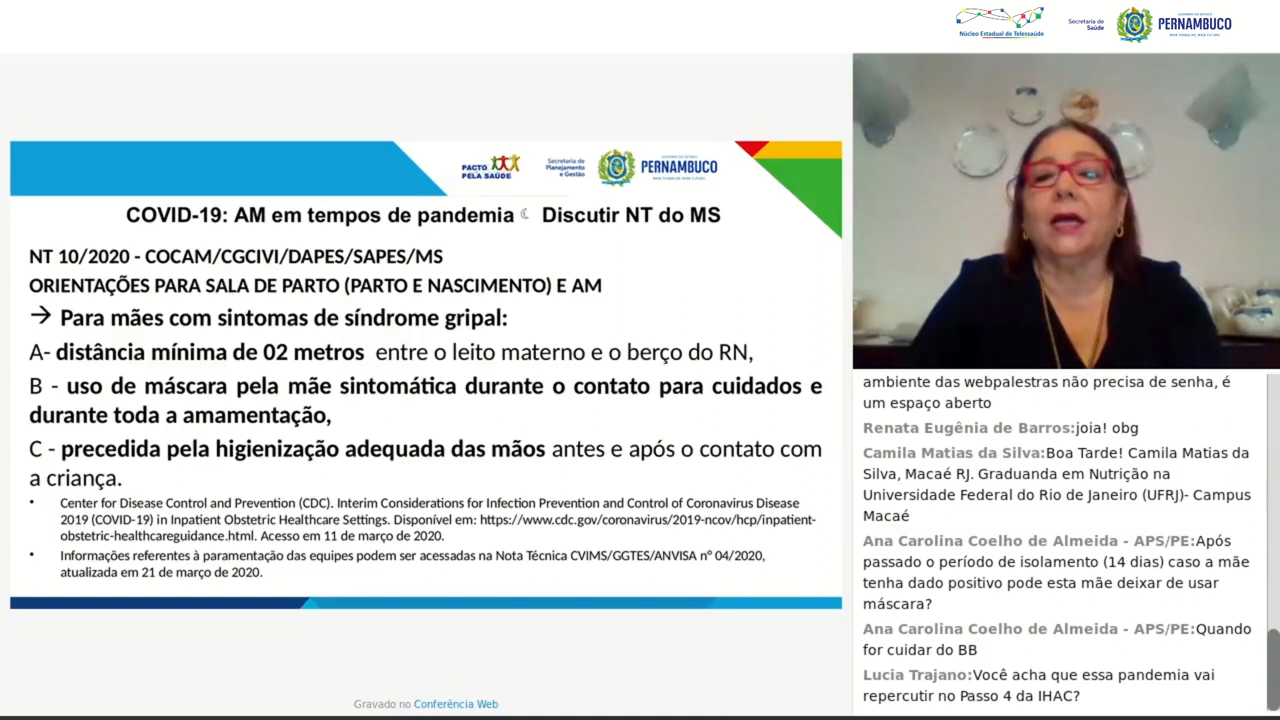 Núcleo Estadual de Telessaúde
Secretaria de
Saúde
PERNAMBUCO
PACTO
PELA SAÚDE
Secretaria de
Planejamento
e Gestão
PERNAMBUCO
COVID-19: AM em tempos de pandemia ☾ Discutir NT do MS
NT 10/2020 - COCAM/CGCIVI/DAPES/SAPES/MS
ORIENTAÇÕES PARA SALA DE PARTO (PARTO E NASCIMENTO) E AM
→ Para mães com sintomas de síndrome gripal:
A- distância mínima de 02 metros entre o leito materno e o berço do RN,
B - uso de máscara pela mãe sintomática durante o contato para cuidados e
durante toda a amamentação,
C - precedida pela higienização adequada das mãos antes e após o contato com
a criança.
• Center for Disease Control and Prevention (CDC). Interim Considerations for Infection Prevention and Control of Coronavirus Disease
2019 (COVID-19) in Inpatient Obstetric Healthcare Settings. Disponível em: https://www.cdc.gov/coronavirus/2019-ncov/hcp/inpatient-
obstetric-healthcareguidance.html. Acesso em 11 de março de 2020.
• Informações referentes à paramentação das equipes podem ser acessadas na Nota Técnica CVIMS/GGTES/ANVISA n° 04/2020,
atualizada em 21 de março de 2020.
Gravado no Conferência Web
ambiente das webpalestras não precisa de senha, é
um espaço aberto
Renata Eugênia de Barros:joia! obg
Camila Matias da Silva:Boa Tarde! Camila Matias da
Silva, Macaé RJ. Graduanda em Nutrição na
Universidade Federal do Rio de Janeiro (UFRJ)- Campus
Macaé
Ana Carolina Coelho de Almeida - APS/PE:Após
passado o período de isolamento (14 dias) caso a mãe
tenha dado positivo pode esta mãe deixar de usar
máscara?
Ana Carolina Coelho de Almeida - APS/PE:Quando
for cuidar do BB
Lucia Trajano:Você acha que essa pandemia vai
repercutir no Passo 4 da IHAC?